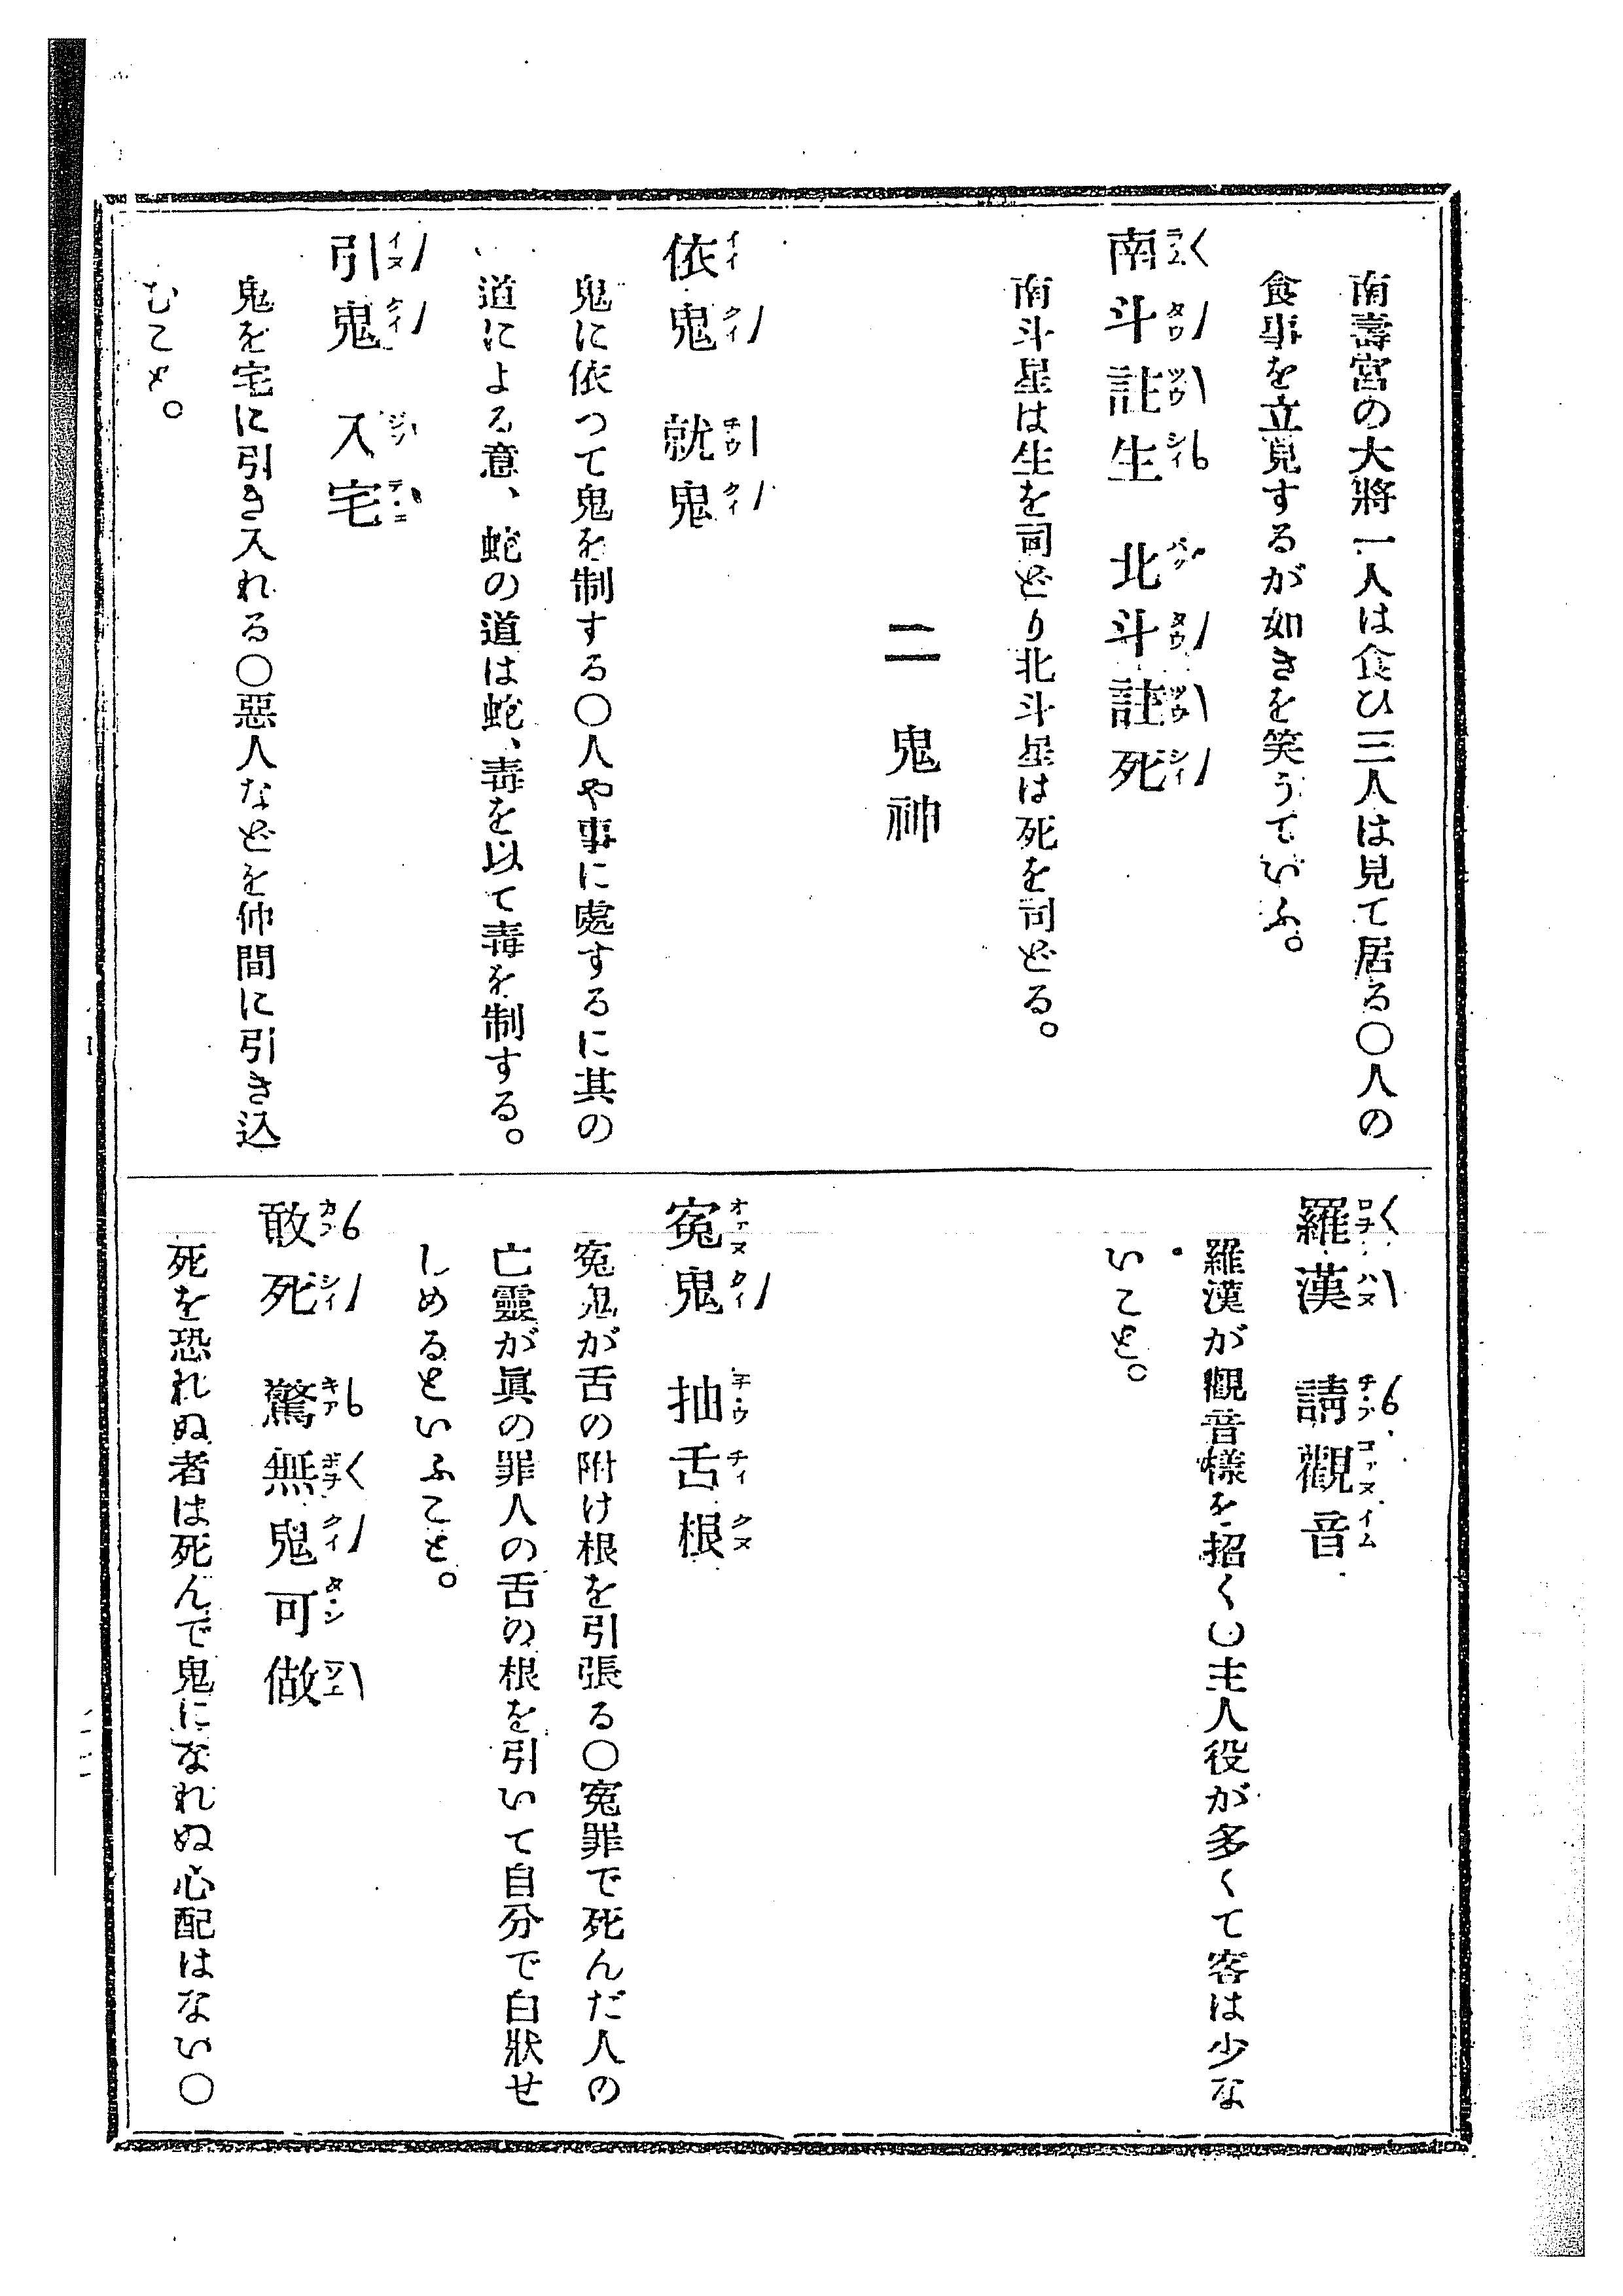 南壽宮の大將一人は食ひ三人は見て居る〇人の
食事を立見するが如きを笑うていふ。
南斗註生 北斗註死
南斗星は生を司どり北斗星は死を司どる。
二 鬼神
依鬼 就鬼
鬼に依つて鬼を制する〇人や事に處するに其の
道による意、蛇の道は蛇、毒を以て毒を制する。
引鬼 入宅
鬼を宅に引き入れる〇惡人などを仲間に引き込
むこと。
羅漢 請觀音
羅漢が觀音樣を招く〇主人役が多くて客は少な
いこと。
寃鬼 抽舌根
寃鬼が舌の附け根を引張る〇寃罪で死んだ人の
亡靈が眞の罪人の舌の根を引いて自分で白狀せ
しめるといふこと。
敢死 驚無鬼可做
死を恐れぬ者は死んで鬼になれぬ心配はない〇